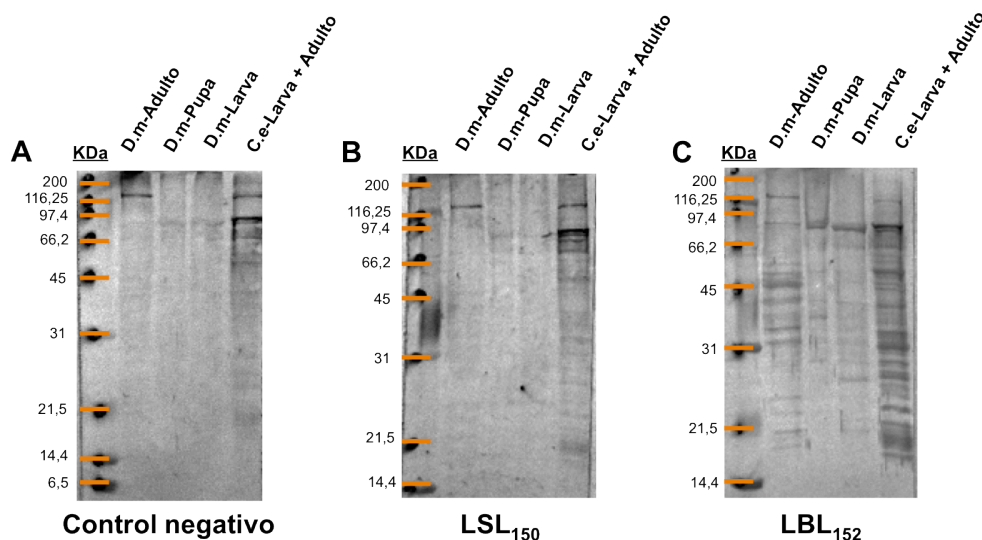 A
KDa
D.m-Adulto
D.m-Pupa
D.m-Larva
C.e-Larva + Adulto
200
116,25
97,4
66,2
45
31
21,5
14,4
6,5
Control negativo
B
KDa
D.m-Adulto
D.m-Pupa
D.m-Larva
C.e-Larva + Adulto
200
116,25
97,4
66,2
45
31
21,5
14,4
LSL150
C
KDa
D.m-Adulto
D.m-Pupa
D.m-Larva
C.e-Larva + Adulto
200
116,25
97,4
66,2
45
31
21,5
14,4
LBL152